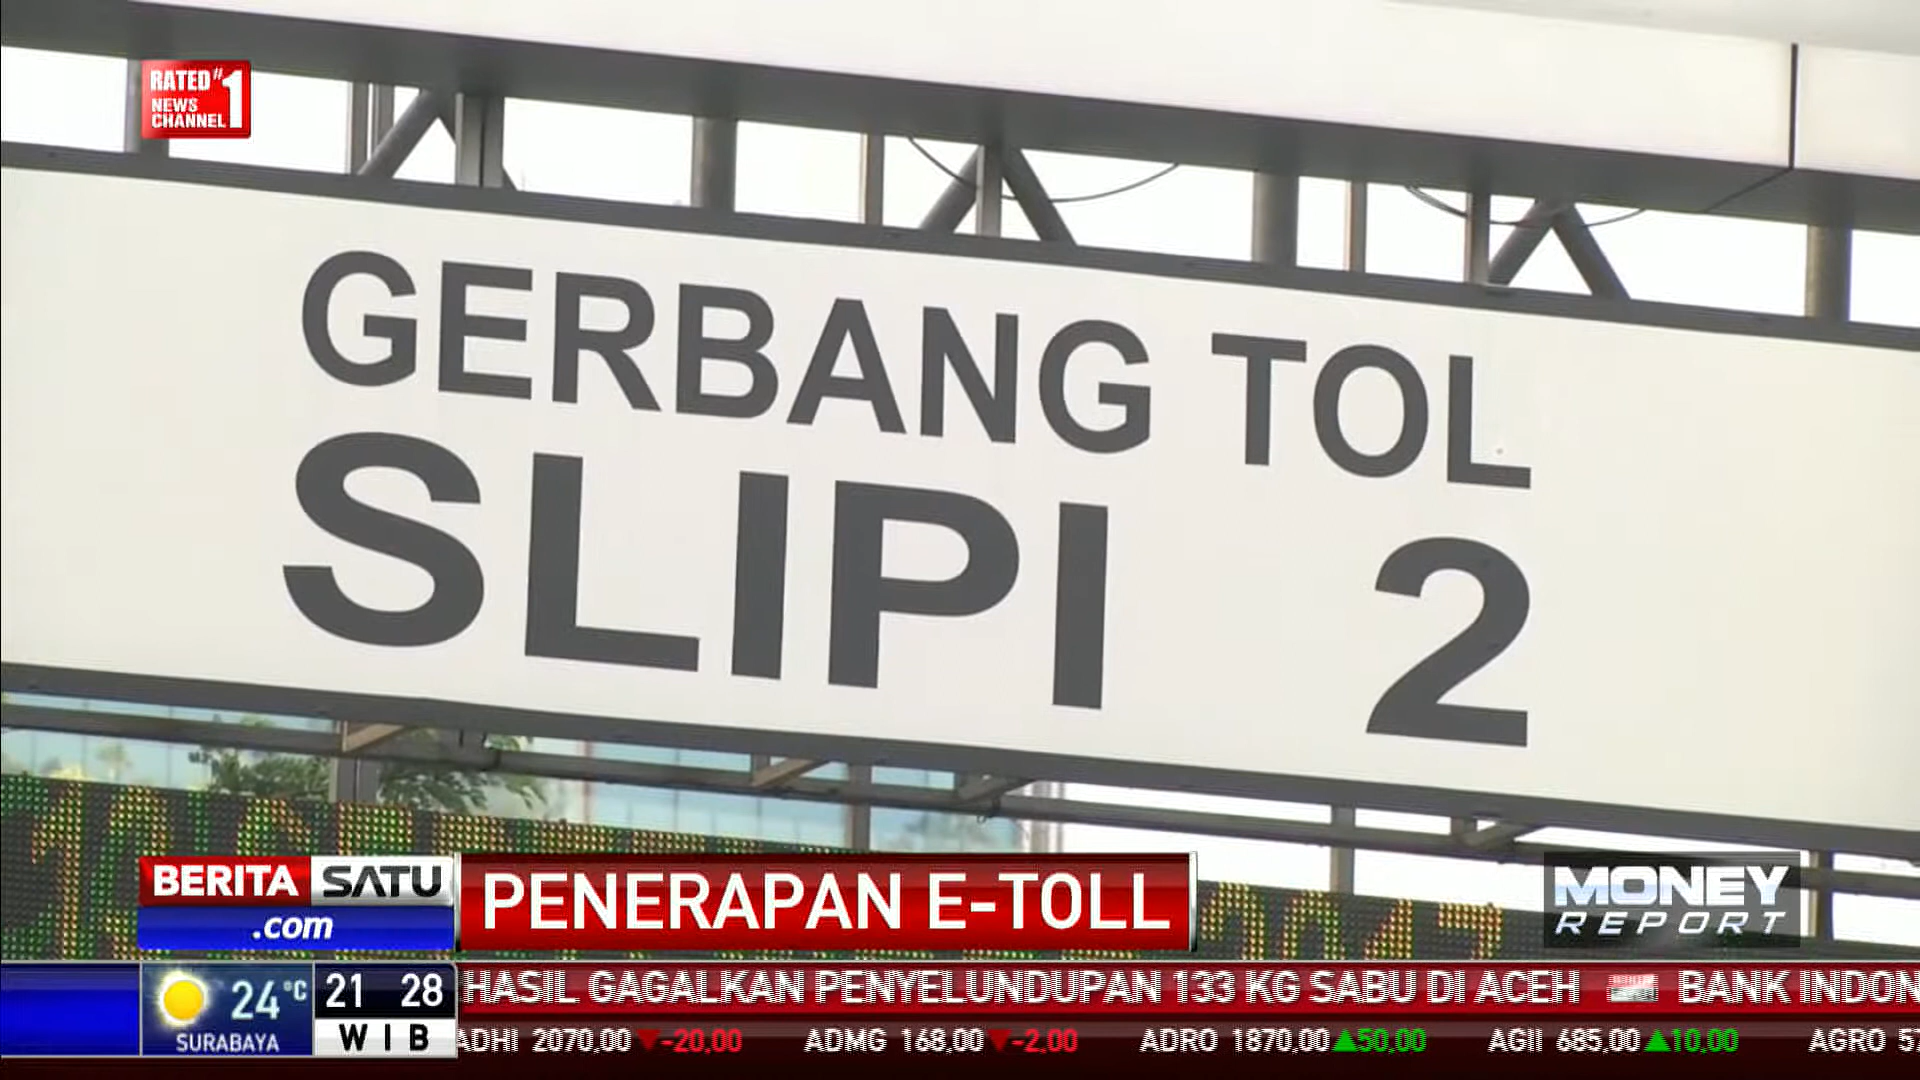 RATED #1
NEWS
CHANNEL
GERBANG TOL
SLIPI 2
BERITA SATU
.com
PENERAPAN E-TOLL
MONEY
REPORT
24°C
SURABAYA
21 28
WIB
HASIL GAGALKAN PENYELUNDUPAN 133 KG SABU DI ACEH BANK INDON
ADHI 2070,00 ▼-20,00 ADMG 168,00 ▼-2,00 ADRO 1870,00 ▲50,00 AGII 685,00 ▲10,00 AGRO